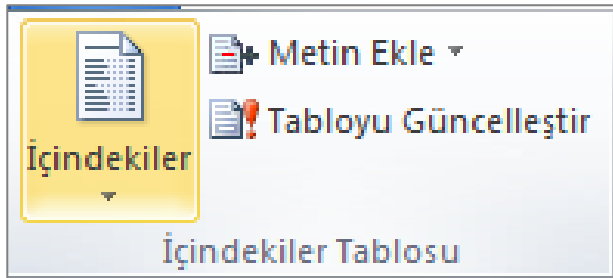 Metin Ekle
Tabloyu Güncelleştir
İçindekiler
İçindekiler Tablosu